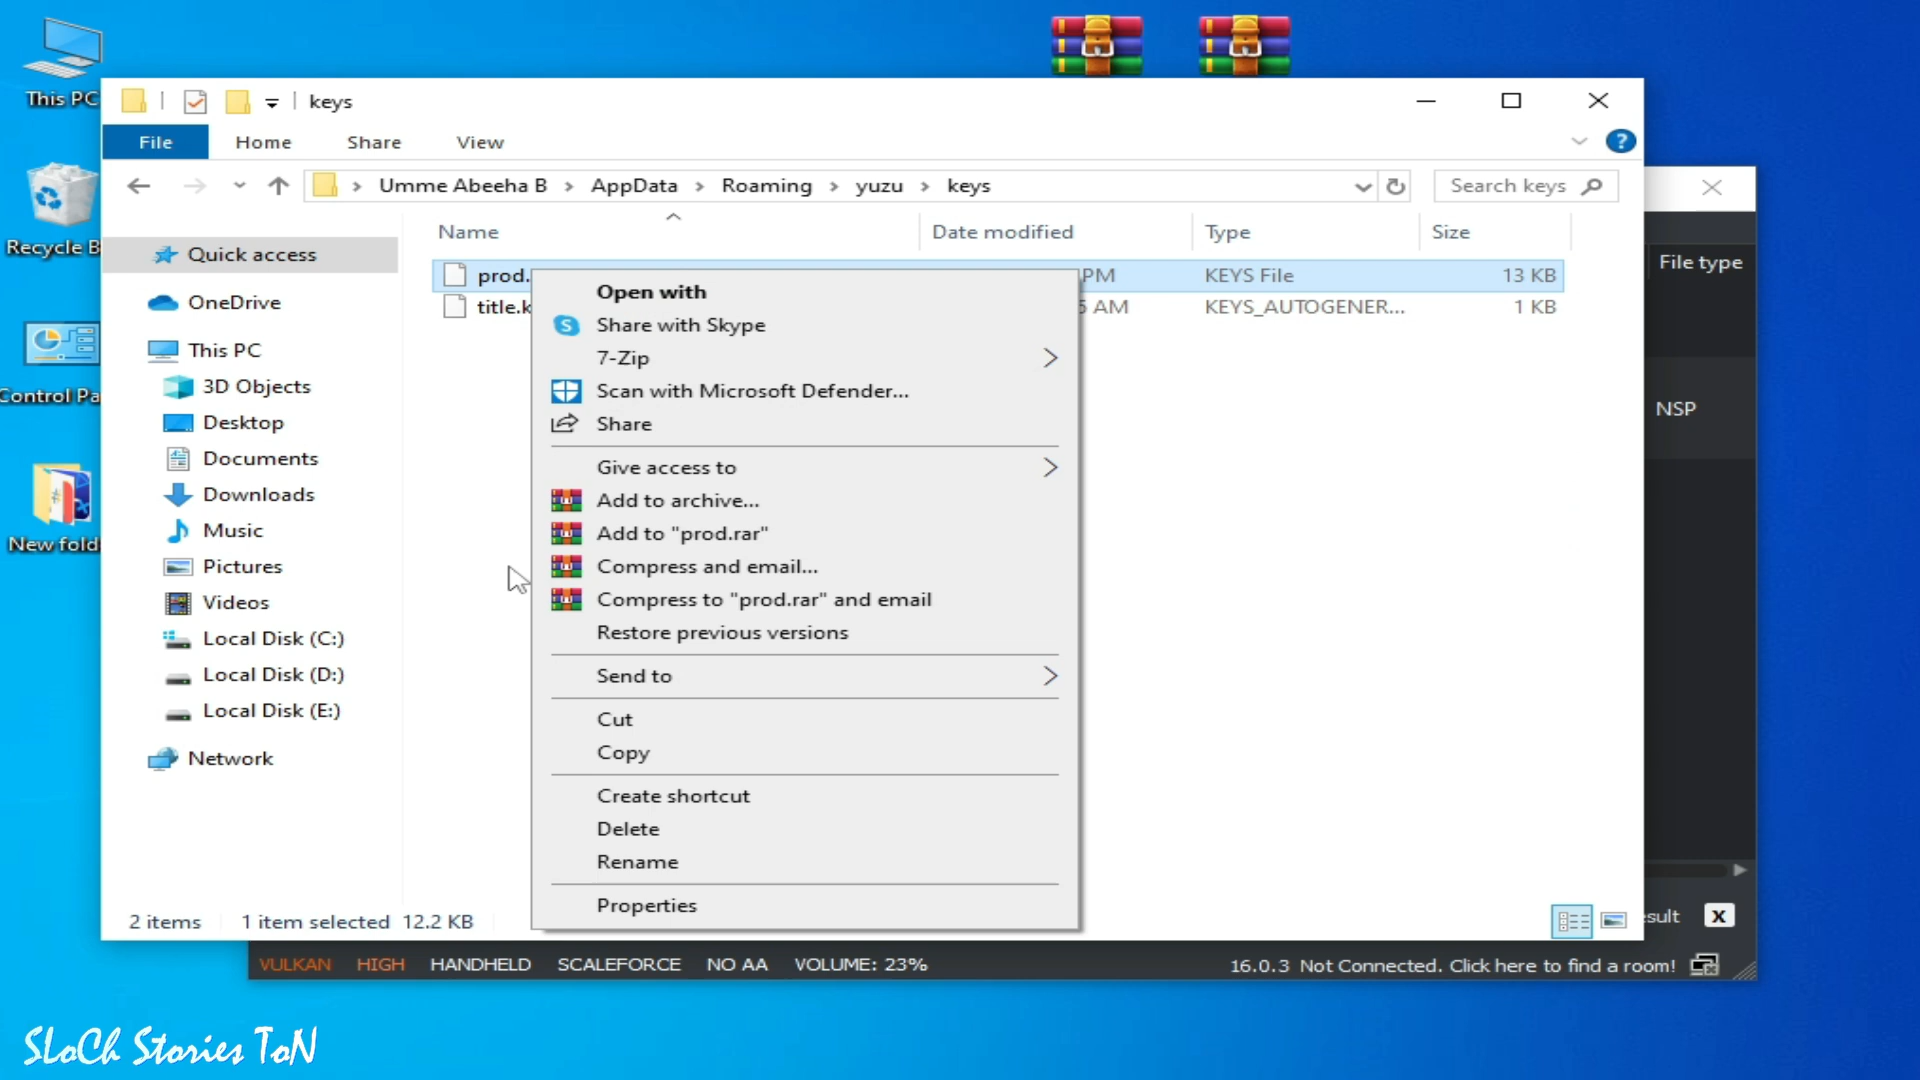 This PC
keys
File Home Share View
Umme Abeeha B AppData Roaming yuzu keys
Search keys
Recycle B
Name Date modified Type Size
Quick access
File type
prod. PM KEYS File 13 KB
Open with
OneDrive
title.k 5 AM KEYS_AUTOGENER... 1 KB
Share with Skype
This PC
7-Zip
3D Objects
Control Pa
Scan with Microsoft Defender...
NSP
Desktop
Share
Documents
Give access to
Downloads
Add to archive...
Music
Add to "prod.rar"
New fold
Pictures
Compress and email...
Videos
Compress to "prod.rar" and email
Local Disk (C:)
Restore previous versions
Local Disk (D:)
Send to
Local Disk (E:)
Cut
Network
Copy
Create shortcut
Delete
Rename
Properties
2 items 1 item selected 12.2 KB
esult
VULKAN HIGH HANDHELD SCALEFORCE NO AA VOLUME: 23%
16.0.3 Not Connected. Click here to find a room!
SLoCh Stories ToN